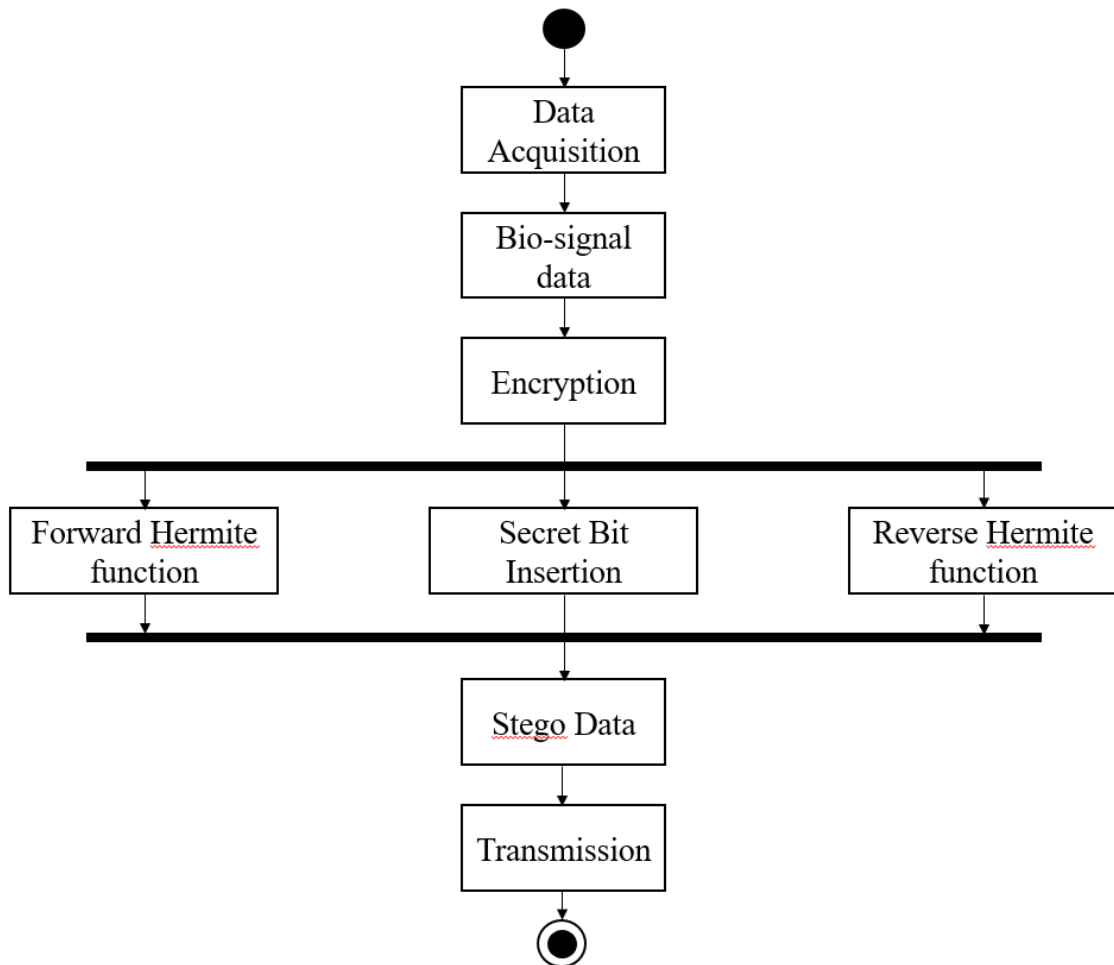 Data
Acquisition
Bio-signal
data
Encryption
Forward Hermite
function
Secret Bit
Insertion
Reverse Hermite
function
Stego Data
Transmission